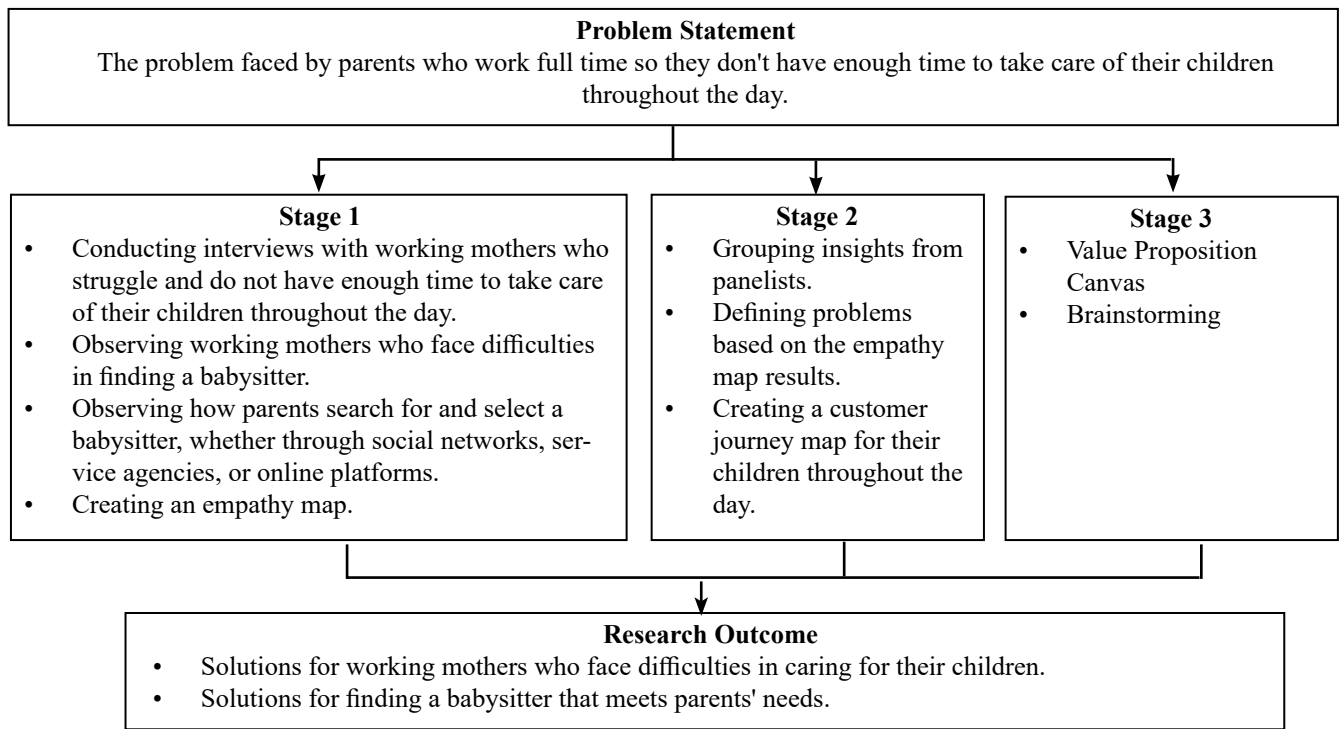 Problem Statement
The problem faced by parents who work full time so they don't have enough time to take care of their children
throughout the day.
Stage 1
• Conducting interviews with working mothers who
struggle and do not have enough time to take care
of their children throughout the day.
• Observing working mothers who face difficulties
in finding a babysitter.
• Observing how parents search for and select a
babysitter, whether through social networks, ser-
vice agencies, or online platforms.
• Creating an empathy map.
Stage 2
• Grouping insights from
panelists.
• Defining problems
based on the empathy
map results.
• Creating a customer
journey map for their
children throughout the
day.
Stage 3
• Value Proposition
Canvas
• Brainstorming
Research Outcome
• Solutions for working mothers who face difficulties in caring for their children.
• Solutions for finding a babysitter that meets parents' needs.